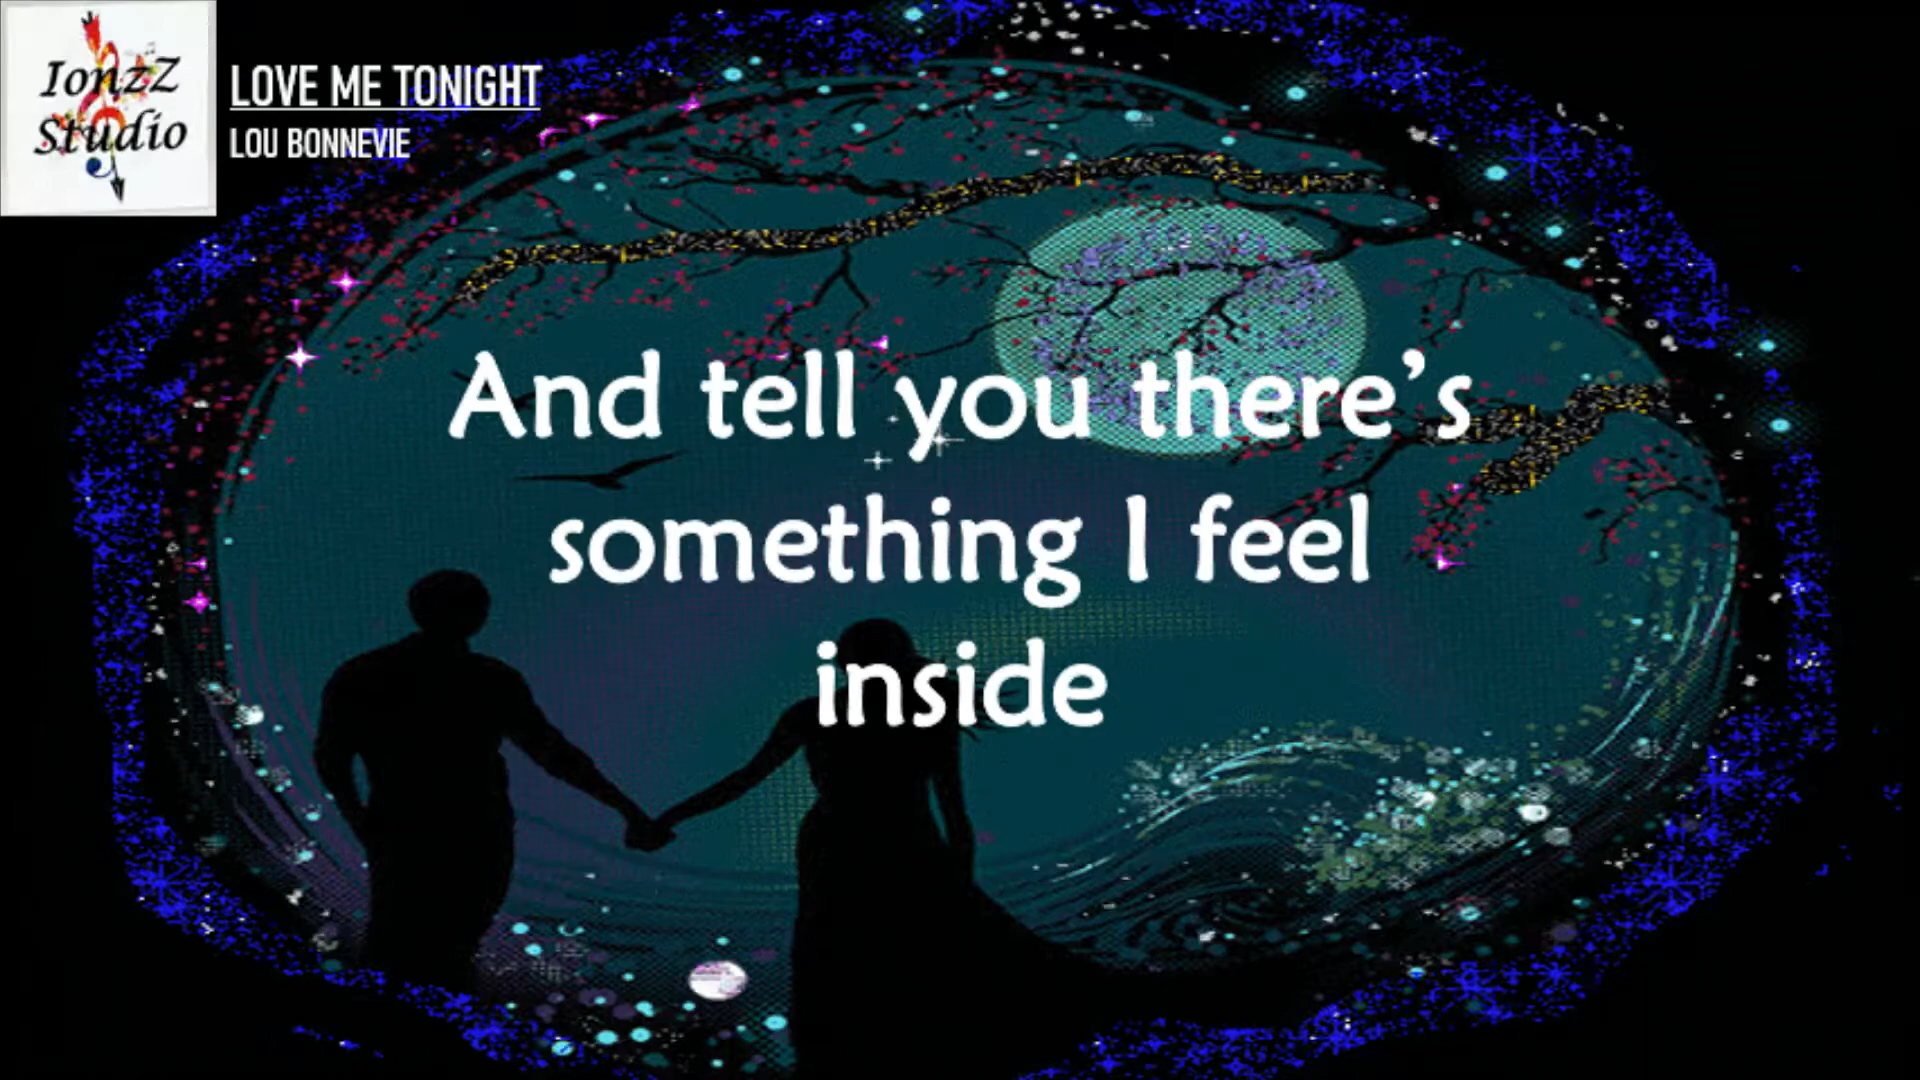 IonzZ
Studio
LOVE ME TONIGHT
LOU BONNEVIE
And tell you there's
something I feel
inside